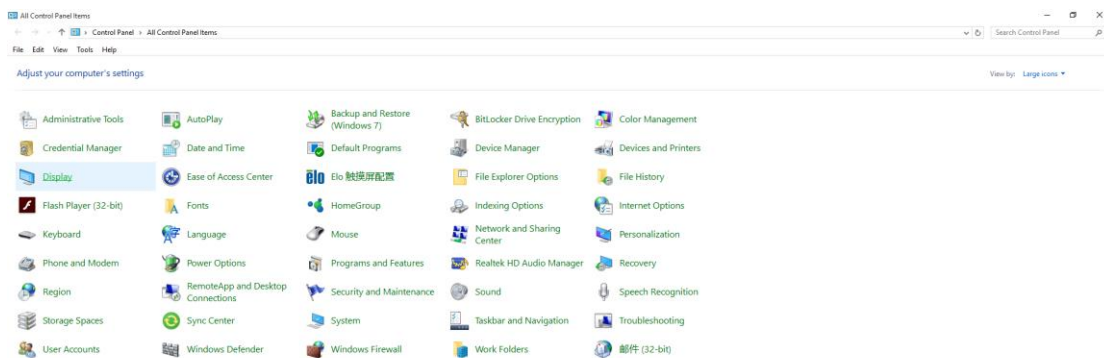 All Control Panel Items
Control Panel > All Control Panel Items
Search Control Panel
File Edit View Tools Help
Adjust your computer's settings
View by: Large icons
Administrative Tools
AutoPlay
Backup and Restore
(Windows 7)
BitLocker Drive Encryption
Color Management
Credential Manager
Date and Time
Default Programs
Device Manager
Devices and Printers
Display
Ease of Access Center
elo
Elo 触摸屏配置
File Explorer Options
File History
Flash Player (32-bit)
Fonts
HomeGroup
Indexing Options
Internet Options
Keyboard
Language
Mouse
Network and Sharing
Center
Personalization
Phone and Modem
Power Options
Programs and Features
Realtek HD Audio Manager
Recovery
Region
RemoteApp and Desktop
Connections
Security and Maintenance
Sound
Speech Recognition
Storage Spaces
Sync Center
System
Taskbar and Navigation
Troubleshooting
User Accounts
Windows Defender
Windows Firewall
Work Folders
邮件 (32-bit)